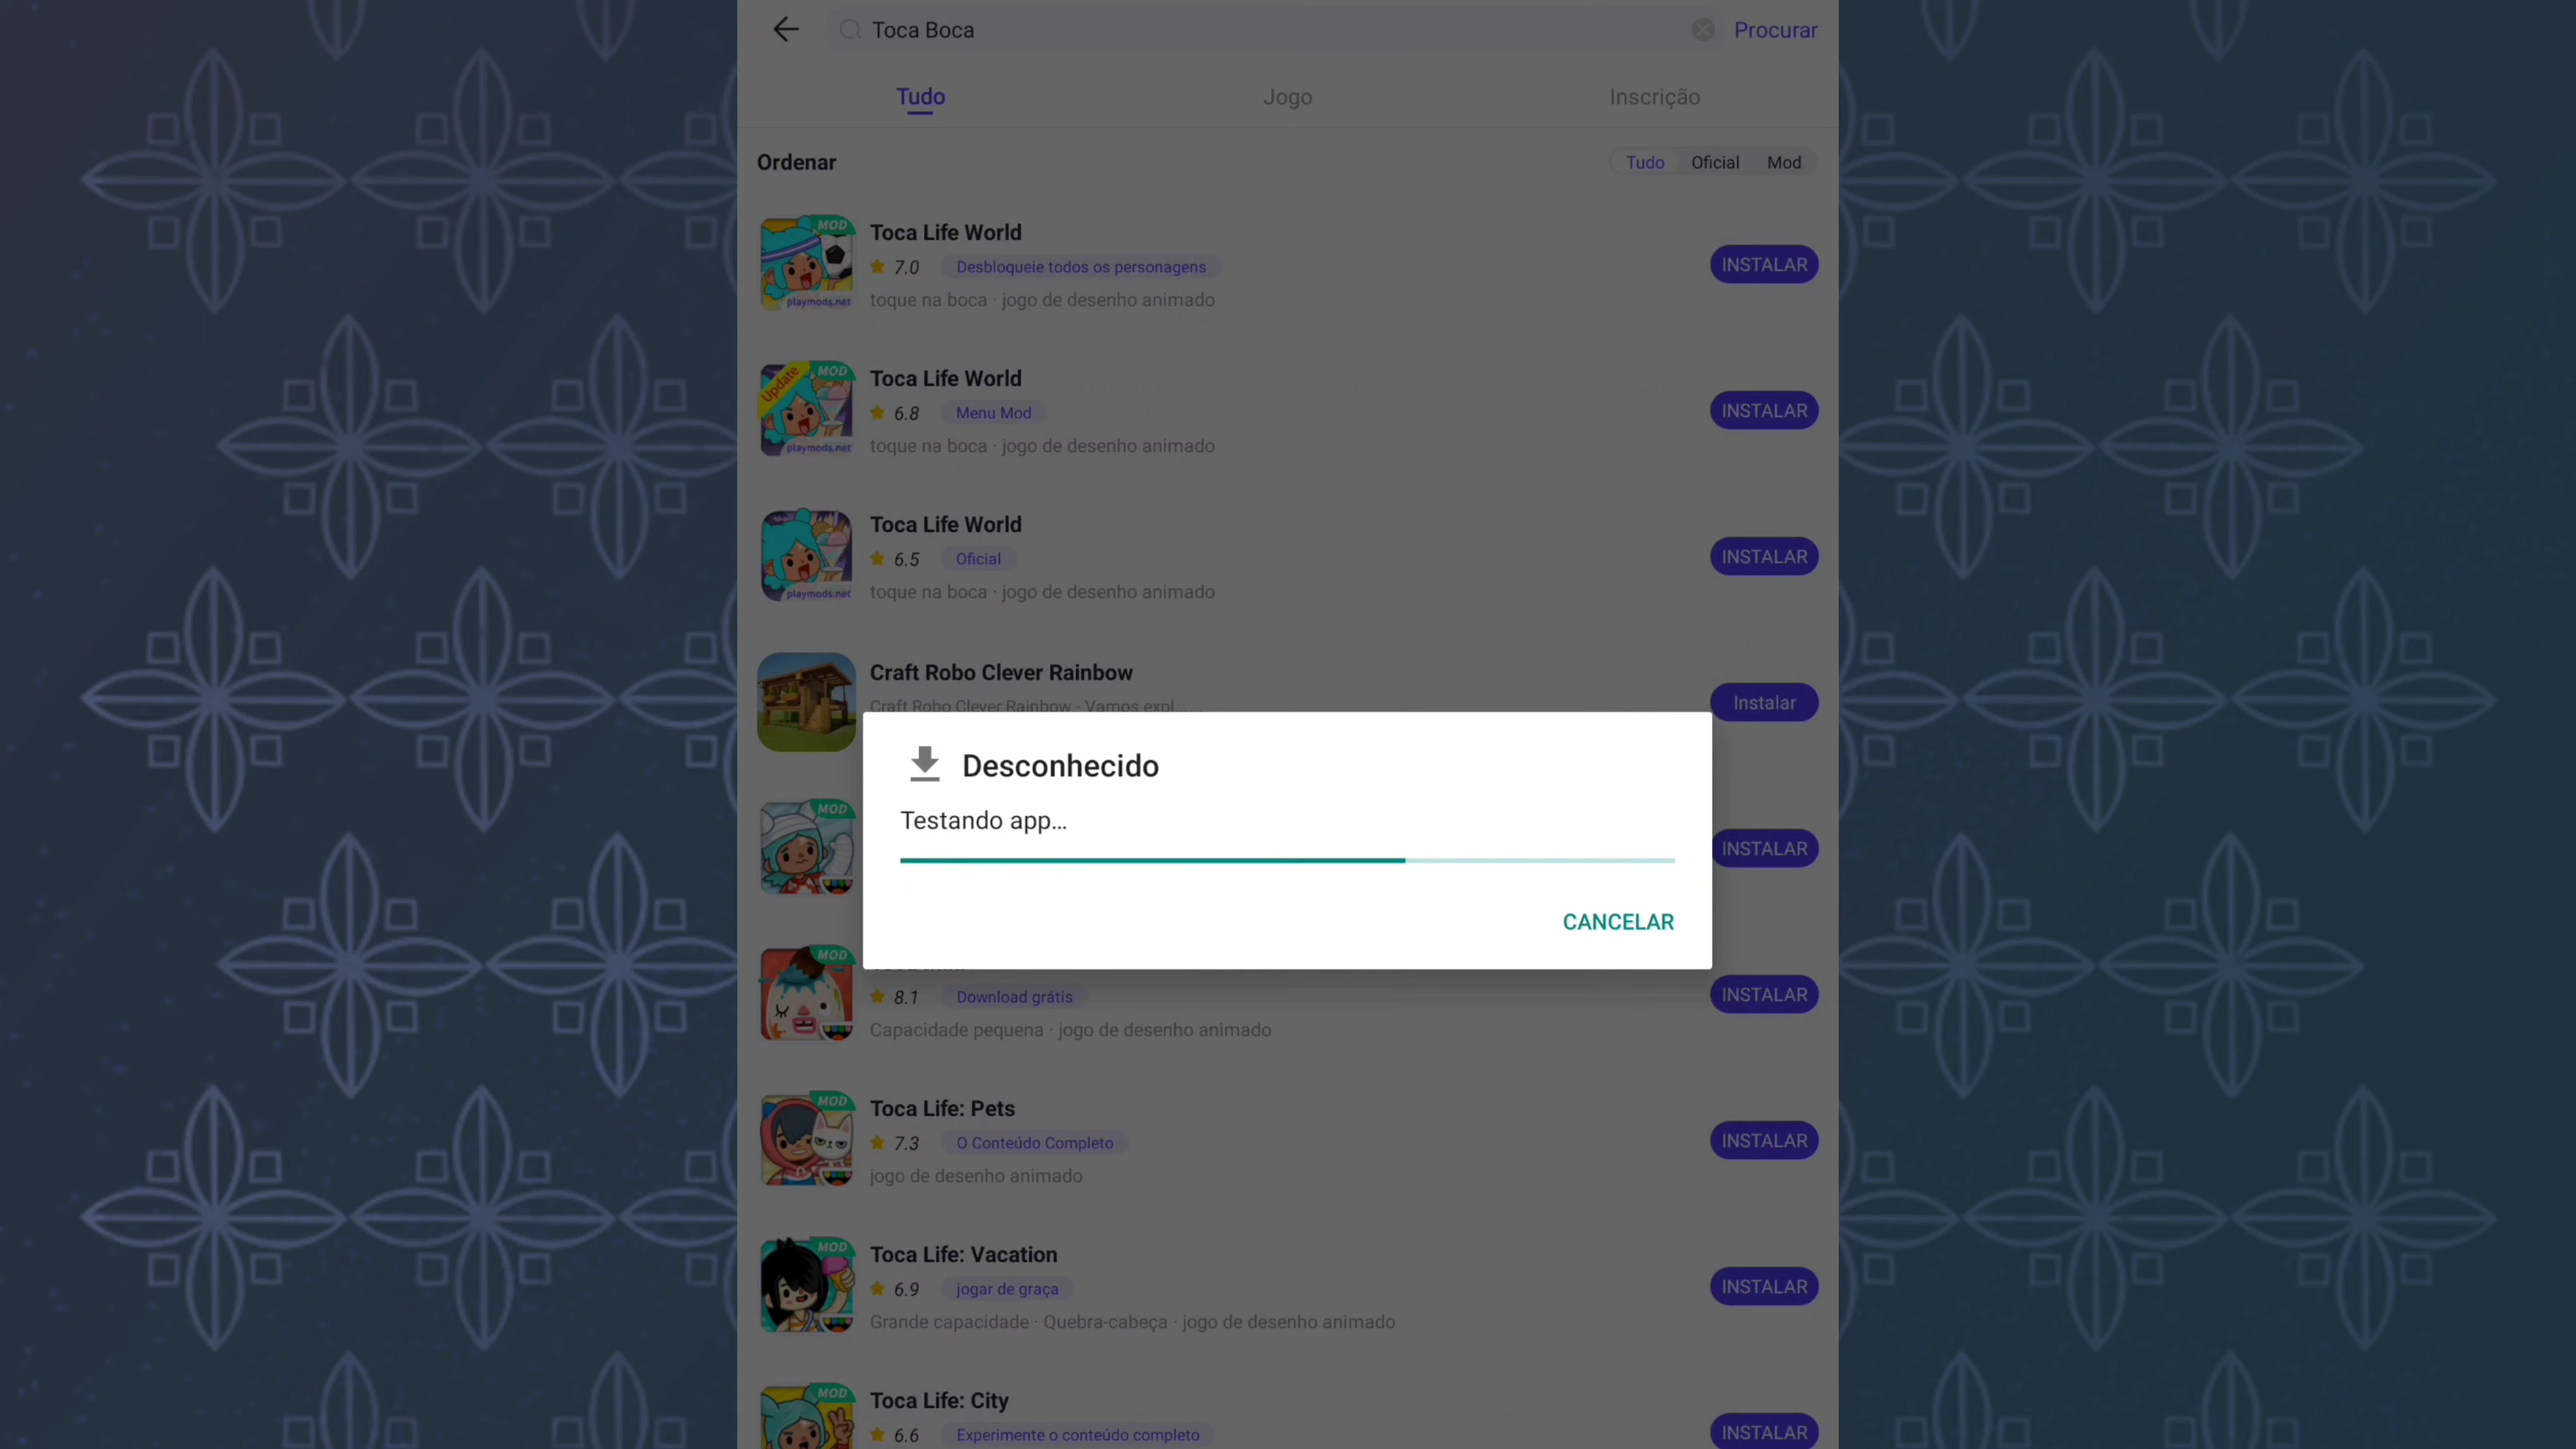 Toca Boca
Procurar
Tudo
Jogo
Inscrição
Ordenar
Tudo
Oficial
Mod
MOD
playmods.net
Toca Life World
7.0
Desbloqueie todos os personagens
toque na boca · jogo de desenho animado
INSTALAR
Update
MOD
playmods.net
Toca Life World
6.8
Menu Mod
toque na boca · jogo de desenho animado
INSTALAR
playmods.net
Toca Life World
6.5
Oficial
toque na boca · jogo de desenho animado
INSTALAR
Craft Robo Clever Rainbow
Craft Robo Clever Rainbow - Vamos expl......
Instalar
Desconhecido
Testando app...
CANCELAR
MOD
INSTALAR
MOD
8.1
Download grátis
Capacidade pequena · jogo de desenho animado
INSTALAR
MOD
Toca Life: Pets
7.3
O Conteúdo Completo
jogo de desenho animado
INSTALAR
MOD
Toca Life: Vacation
6.9
jogar de graça
Grande capacidade · Quebra-cabeça · jogo de desenho animado
INSTALAR
MOD
Toca Life: City
6.6
Experimente o conteúdo completo
INSTALAR